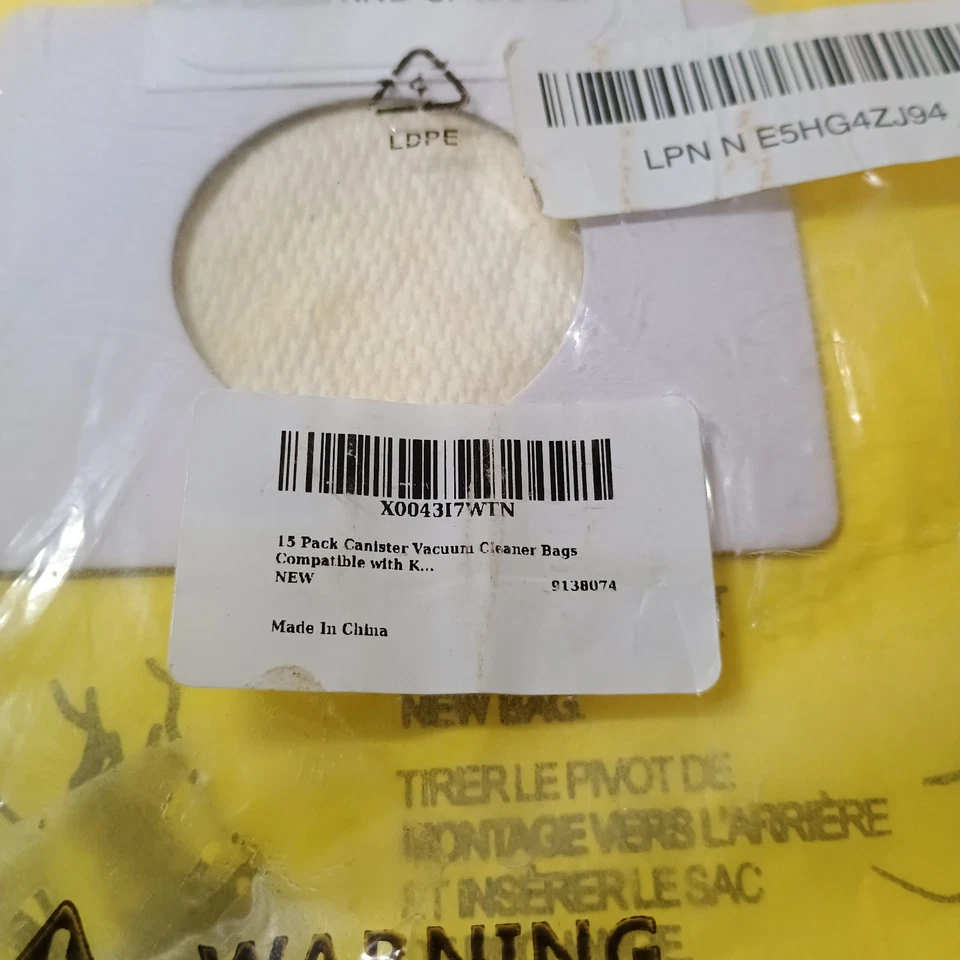 LDPE
LPN N E5HG4ZJ94
X0043I7WTN
15 Pack Canister Vacuum Cleaner Bags
Compatible with K...
NEW 9138074
Made In China
NEW BAG.
TIRER LE PIVOT DE
MONTAGE VERS L'ARRIÈRE
ET INSÉRER LE SAC
WARNING